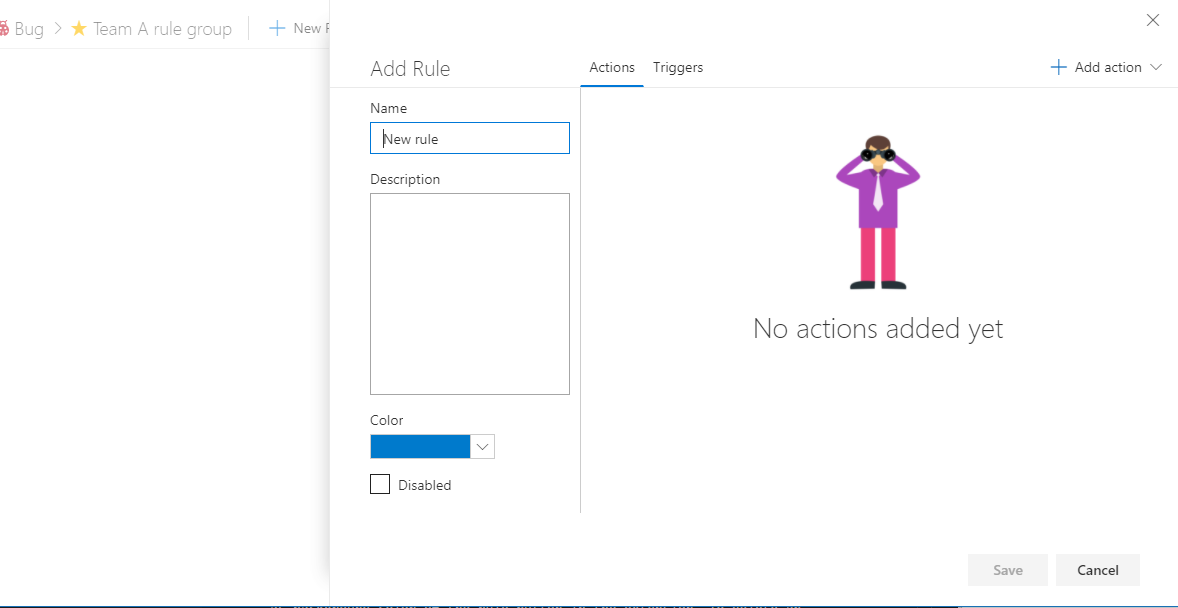 Bug > Team A rule group
New
Add Rule
Actions Triggers
Add action
Name
New rule
Description
Color
Disabled
No actions added yet
Save Cancel